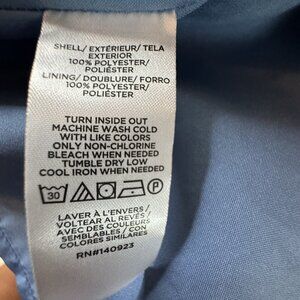 SHELL/ EXTÉRIEUR/ TELA
EXTERIOR
100% POLYESTER/
POLIÉSTER
LINING/ DOUBLURE/ FORRO
100% POLYESTER/
POLIÉSTER
TURN INSIDE OUT
MACHINE WASH COLD
WITH LIKE COLORS
ONLY NON-CHLORINE
BLEACH WHEN NEEDED
TUMBLE DRY LOW
COOL IRON WHEN NEEDED
30 P
LAVER À L'ENVERS /
VOLTEAR AL REVÉS /
AVEC DES COULEURS
SEMBLABLES / CON
COLORES SIMILARES
RN#140923